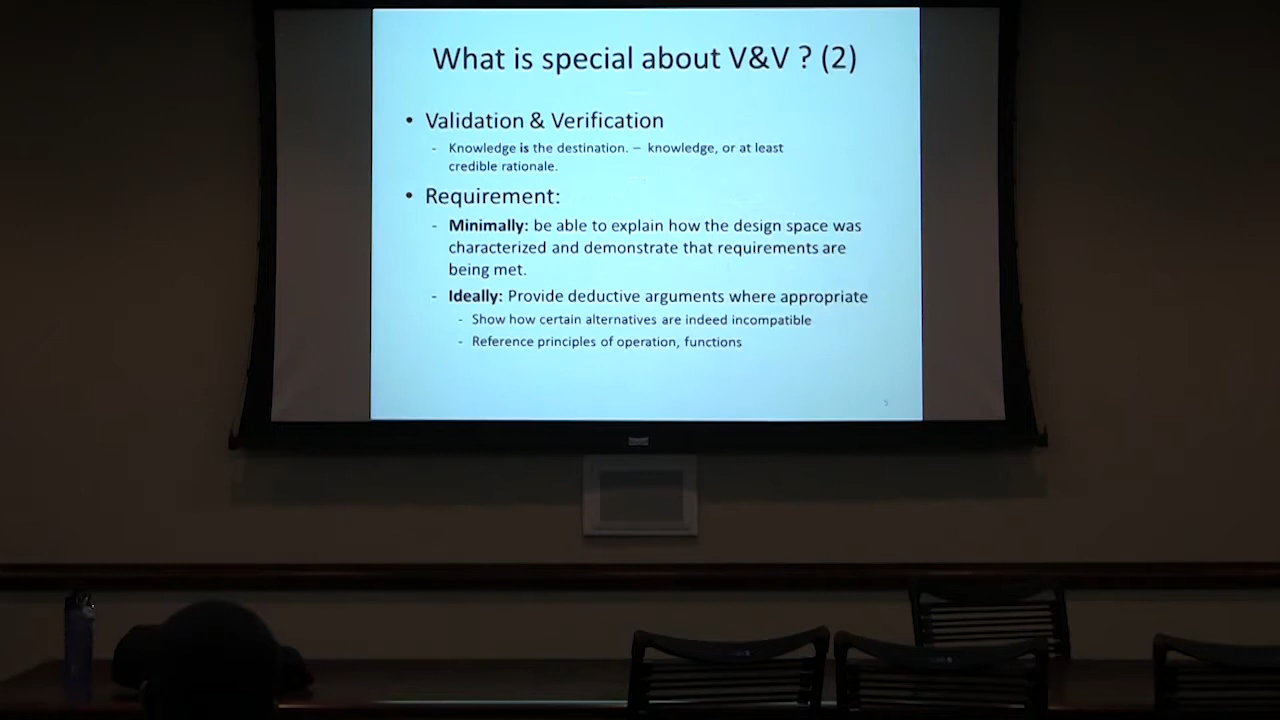 What is special about V&V ? (2)
• Validation & Verification
- Knowledge is the destination. – knowledge, or at least
credible rationale.
• Requirement:
- Minimally: be able to explain how the design space was
characterized and demonstrate that requirements are
being met.
- Ideally: Provide deductive arguments where appropriate
- Show how certain alternatives are indeed incompatible
- Reference principles of operation, functions
5